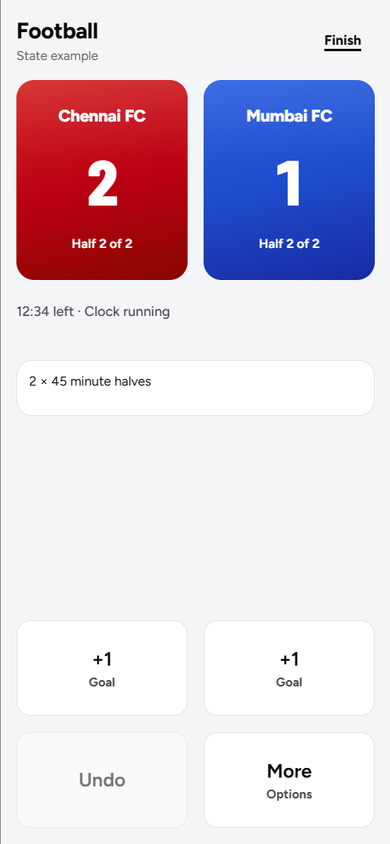 Football
State example
Finish
Chennai FC
2
Half 2 of 2
Mumbai FC
1
Half 2 of 2
12:34 left · Clock running
2 × 45 minute halves
+1
Goal
+1
Goal
Undo
More
Options